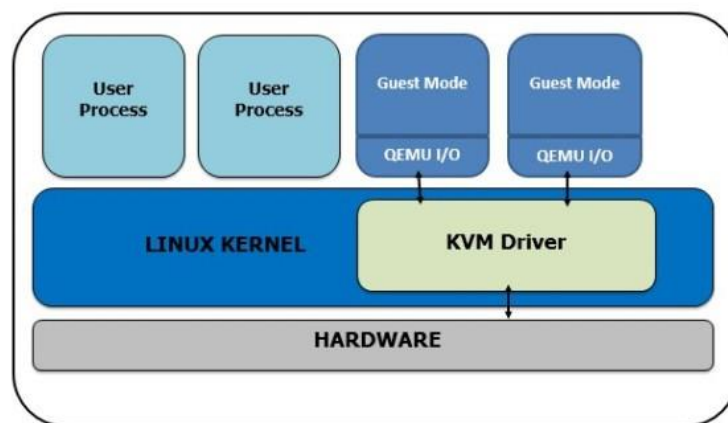 User
Process
User
Process
Guest Mode
Guest Mode
QEMU I/O
QEMU I/O
LINUX KERNEL
KVM Driver
HARDWARE